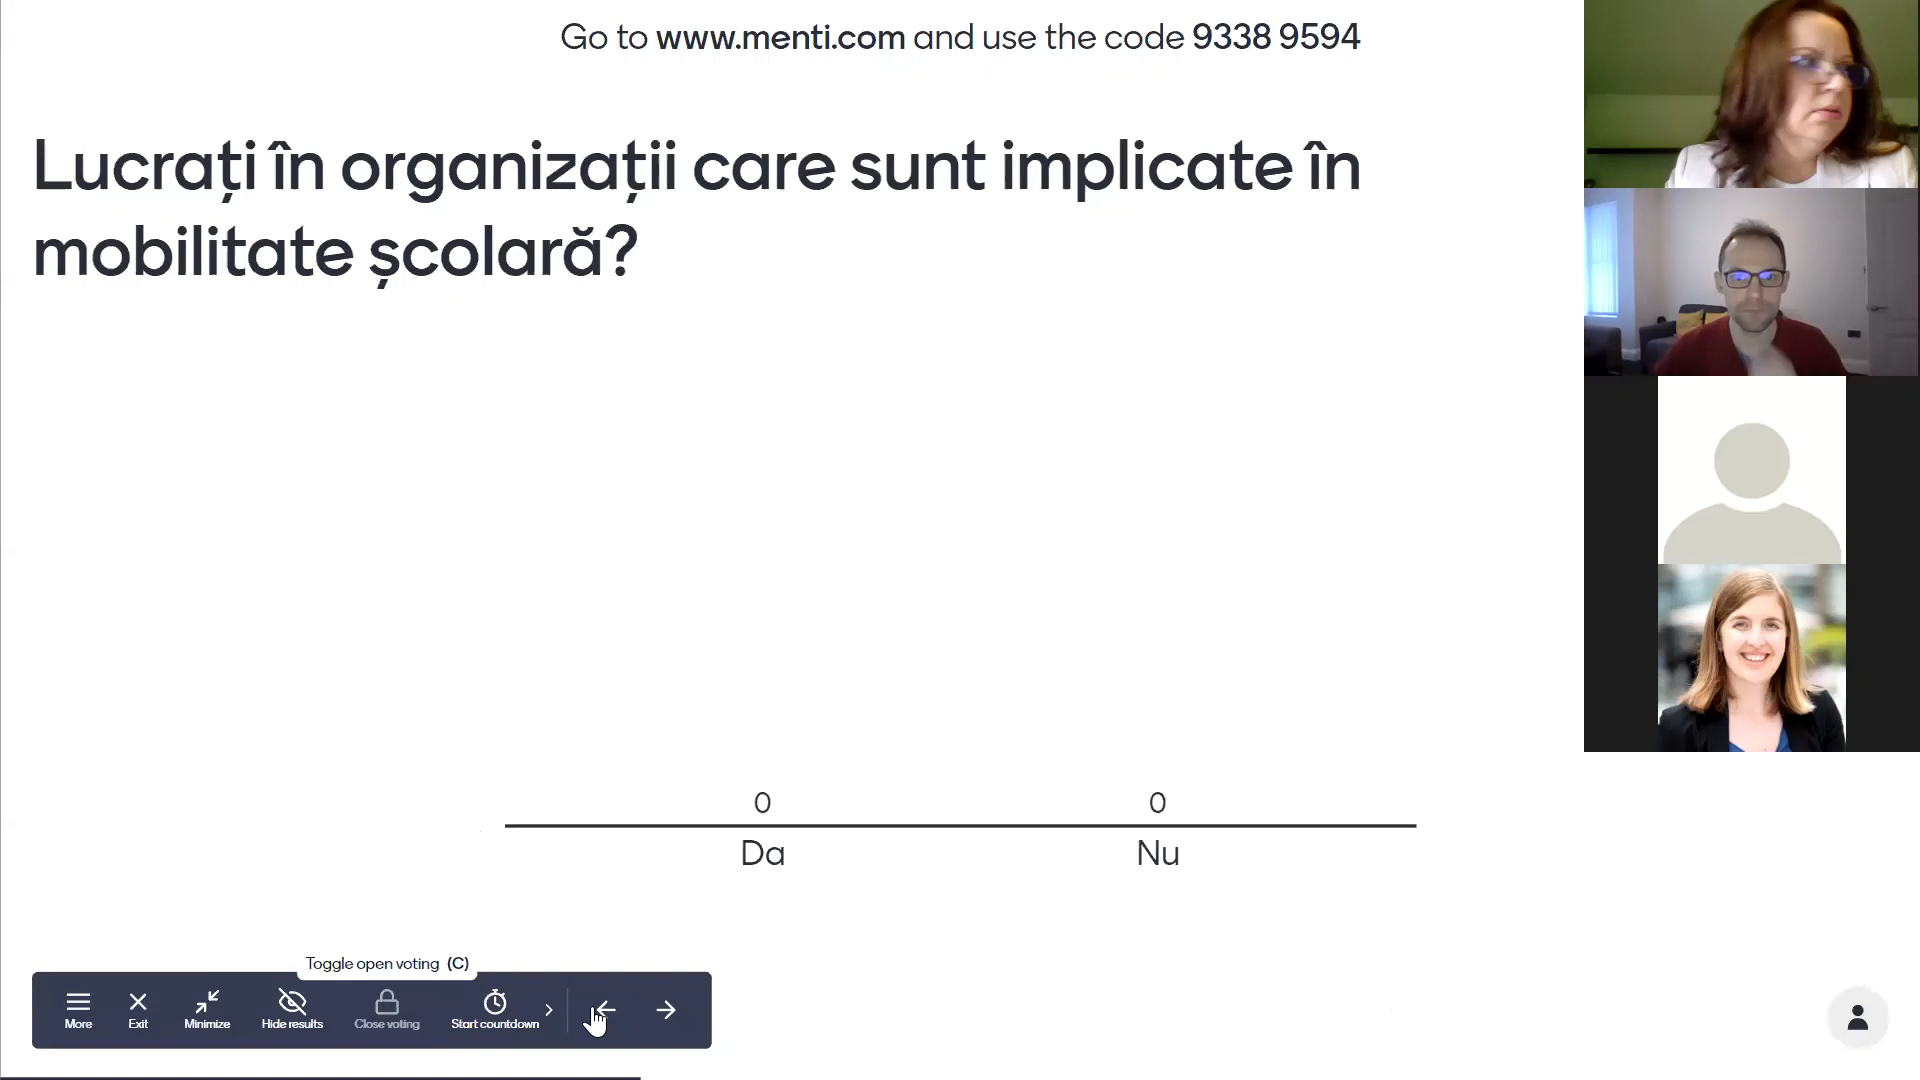 Go to www.menti.com and use the code 9338 9594
Lucrați în organizații care sunt implicate în
mobilitate școlară?
0
0
Da
Nu
Toggle open voting (C)
More
Exit
Minimize
Hide results
Close voting
Start countdown